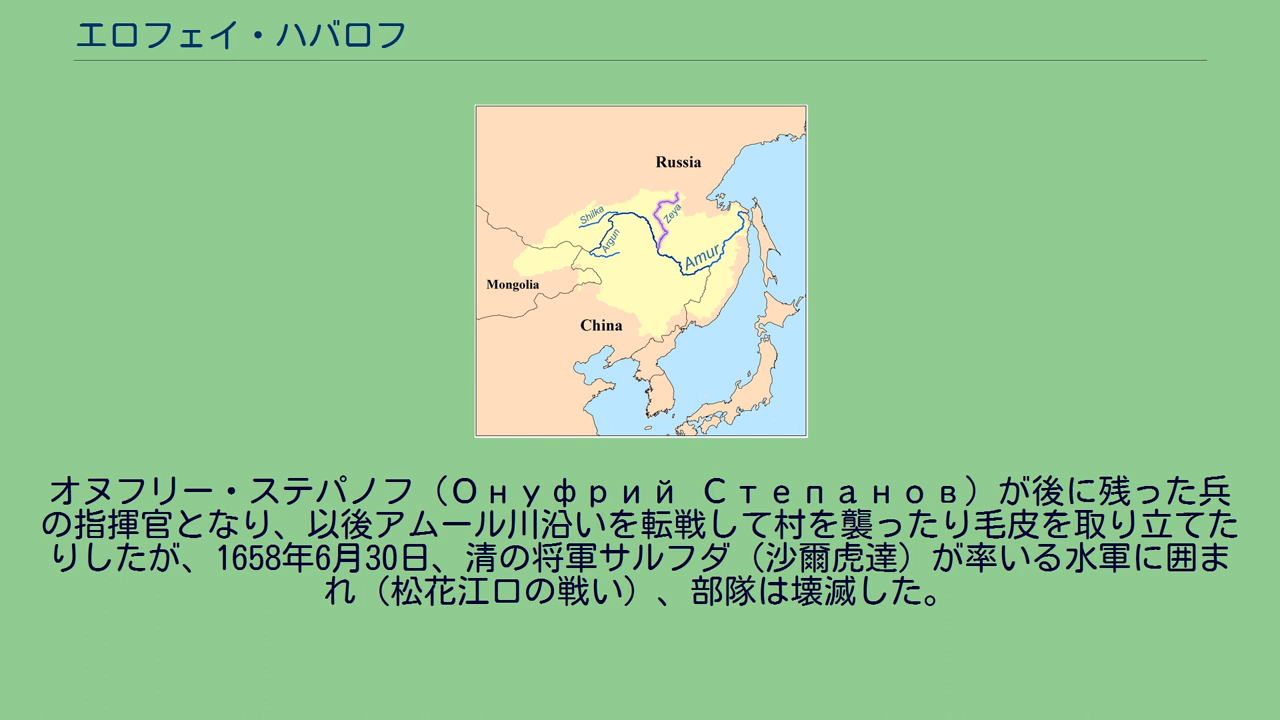 エロフェイ・ハバロフ
Russia
Shilka
Zeya
Argun
Amur
Mongolia
China
オヌフリー・ステパノフ（Онуфрий Степанов）が後に残った兵
の指揮官となり、以後アムール川沿いを転戦して村を襲ったり毛皮を取り立てた
りしたが、1658年6月30日、清の将軍サルフダ（沙爾虎達）が率いる水軍に囲ま
れ（松花江口の戦い）、部隊は壊滅した。